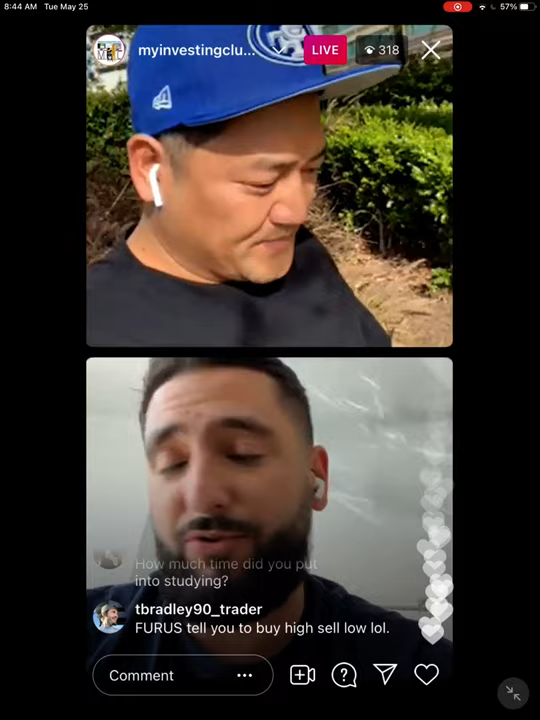 8:44 AM Tue May 25
57%
myinvestingclu...
LIVE
318
How much time did you put
into studying?
tbradley90_trader
FURUS tell you to buy high sell low lol.
Comment